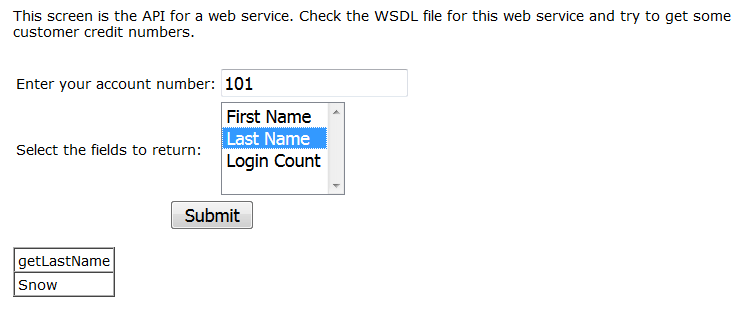 This screen is the API for a web service. Check the WSDL file for this web service and try to get some
customer credit numbers.
Enter your account number: 101
First Name
Last Name
Select the fields to return:
Login Count
Submit
getLastName
Snow